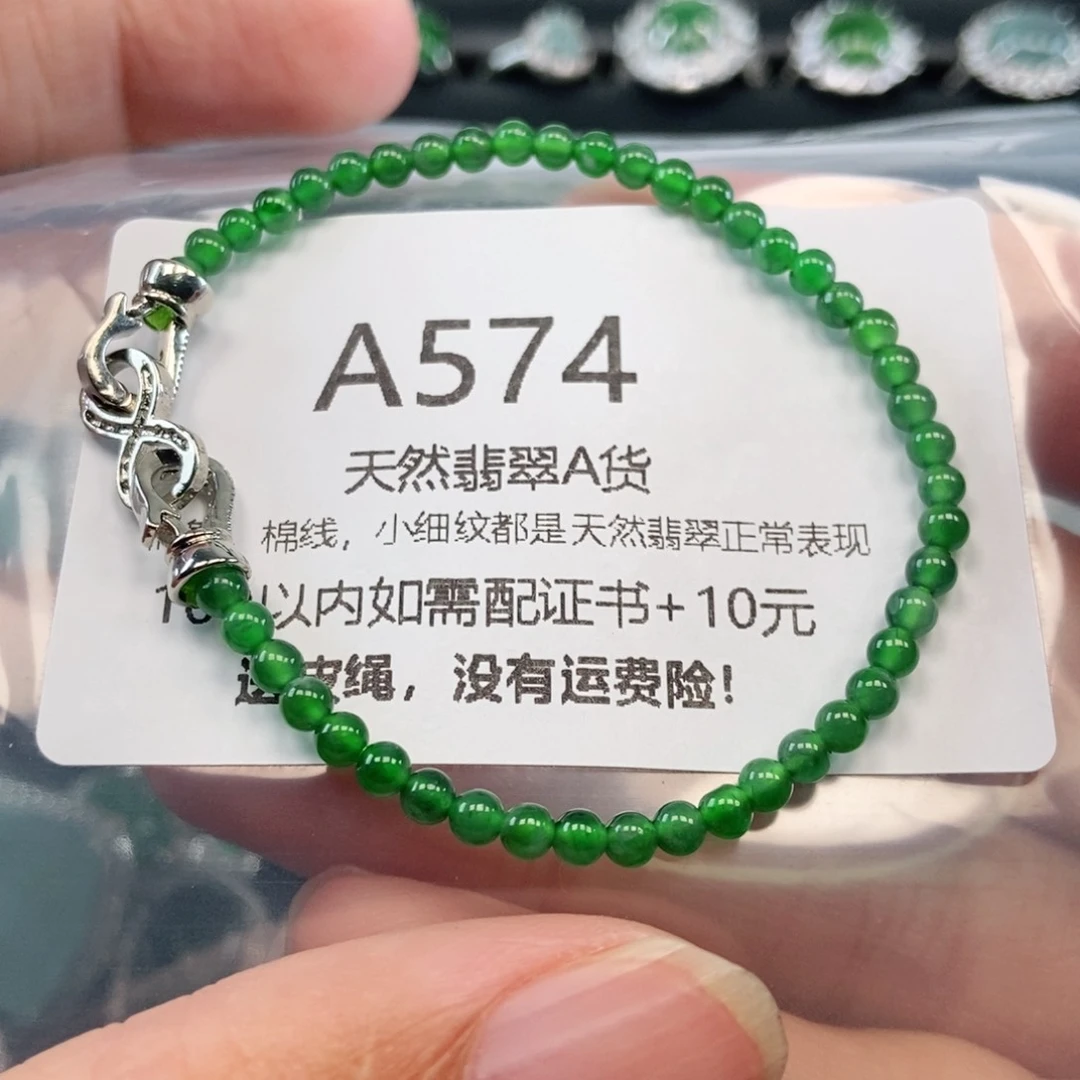 A574
天然翡翠A货
棉线，小细纹都是天然翡翠正常表现
以内如需配证书+10元
送皮绳，没有运费险！